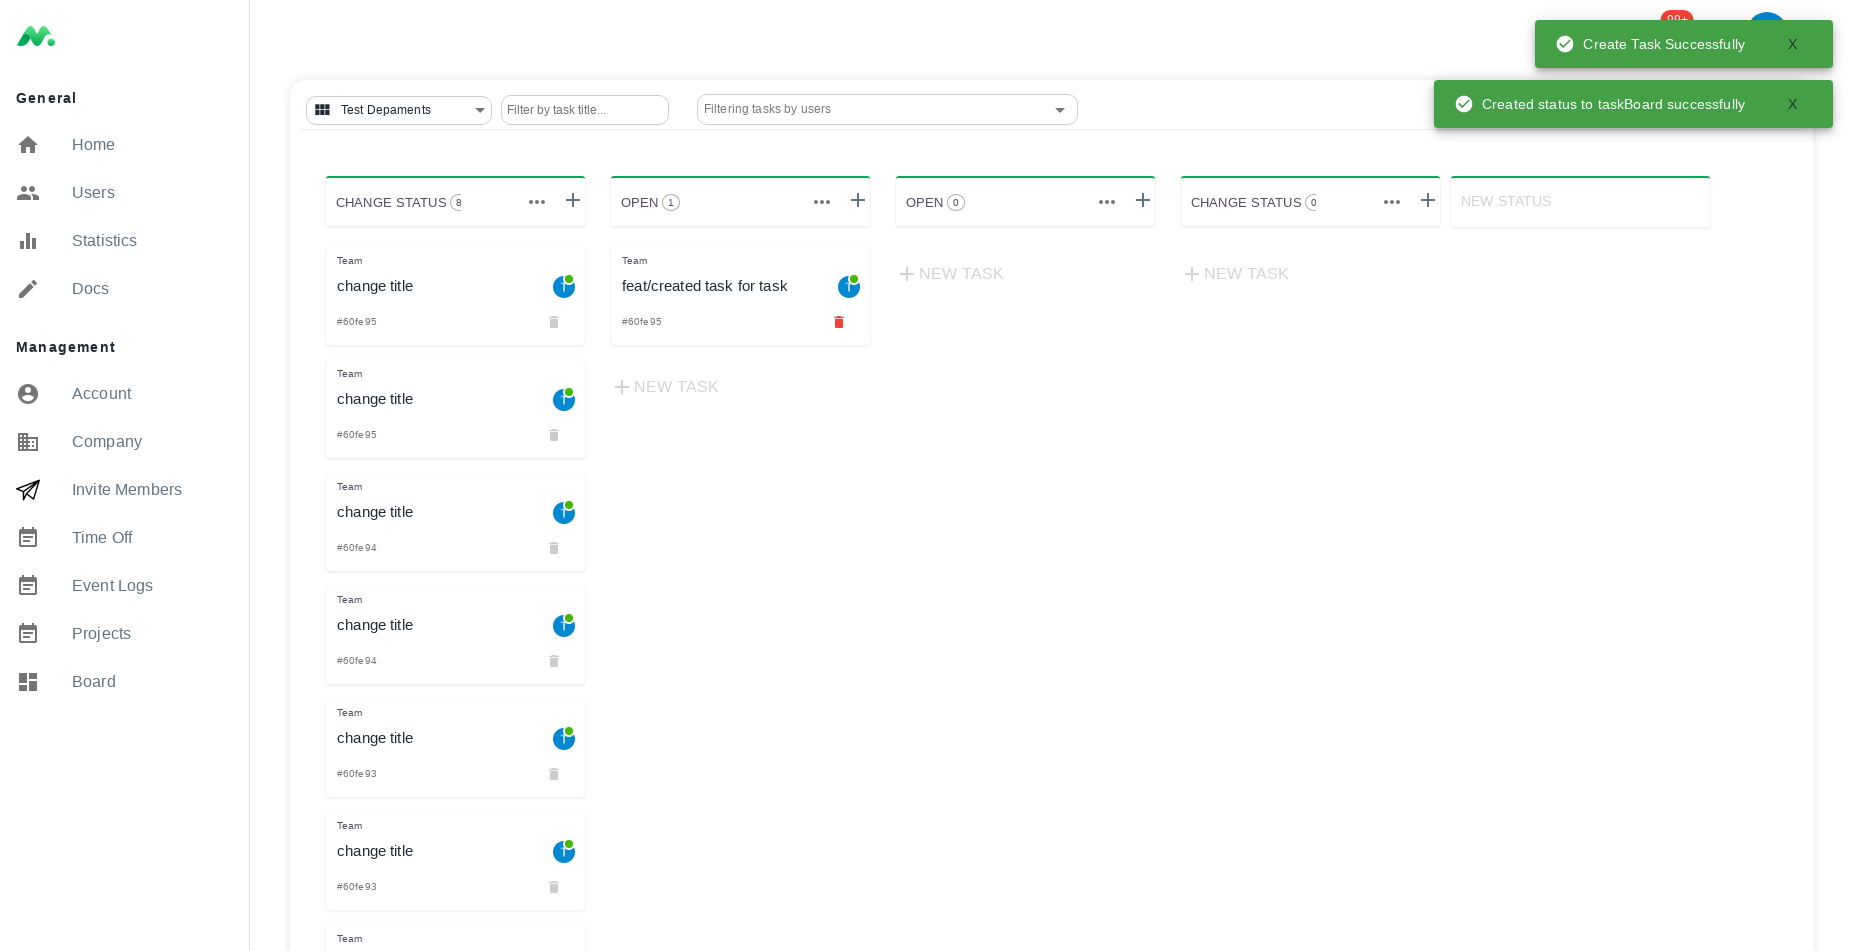 General
Home
Users
Statistics
Docs
Management
Account
Company
Invite Members
Time Off
Event Logs
Projects
Board
Create Task Successfully X
Created status to taskBoard successfully X
Test Depaments
Filter by task title...
Filtering tasks by users
CHANGE STATUS 8
Team
change title
#60fe95
Team
change title
#60fe95
Team
change title
#60fe94
Team
change title
#60fe94
Team
change title
#60fe93
Team
change title
#60fe93
Team
OPEN 1
Team
feat/created task for task
#60fe95
NEW TASK
OPEN 0
NEW TASK
CHANGE STATUS 0
NEW TASK
NEW STATUS